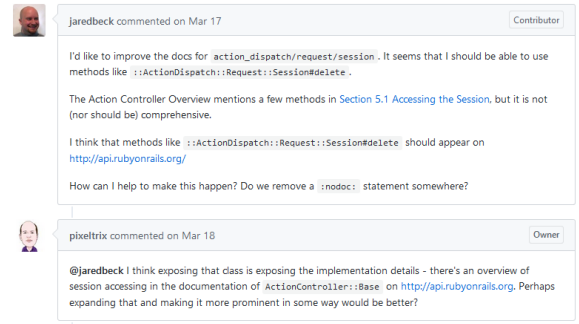 jaredbeck commented on Mar 17
Contributor
I'd like to improve the docs for action_dispatch/request/session . It seems that I should be able to use
methods like ::ActionDispatch::Request::Session#delete .
The Action Controller Overview mentions a few methods in Section 5.1 Accessing the Session, but it is not
(nor should be) comprehensive.
I think that methods like ::ActionDispatch::Request::Session#delete should appear on
http://api.rubyonrails.org/
How can I help to make this happen? Do we remove a :nodoc: statement somewhere?
pixeltrix commented on Mar 18
Owner
@jaredbeck I think exposing that class is exposing the implementation details - there's an overview of
session accessing in the documentation of ActionController::Base on http://api.rubyonrails.org. Perhaps
expanding that and making it more prominent in some way would be better?